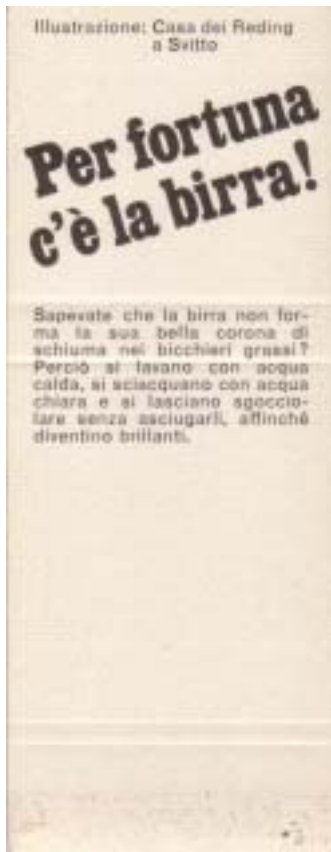 Illustrazione: Casa dei Reding
a Svitto
Per fortuna
c'è la birra!
Sapevate che la birra non for-
ma la sua bella corona di
schiuma nei bicchieri grassi?
Perciò si lavano con acqua
calda, si sciacquano con acqua
chiara e si lasciano sgoccio-
lare senza asciugarli, affinché
diventino brillanti.